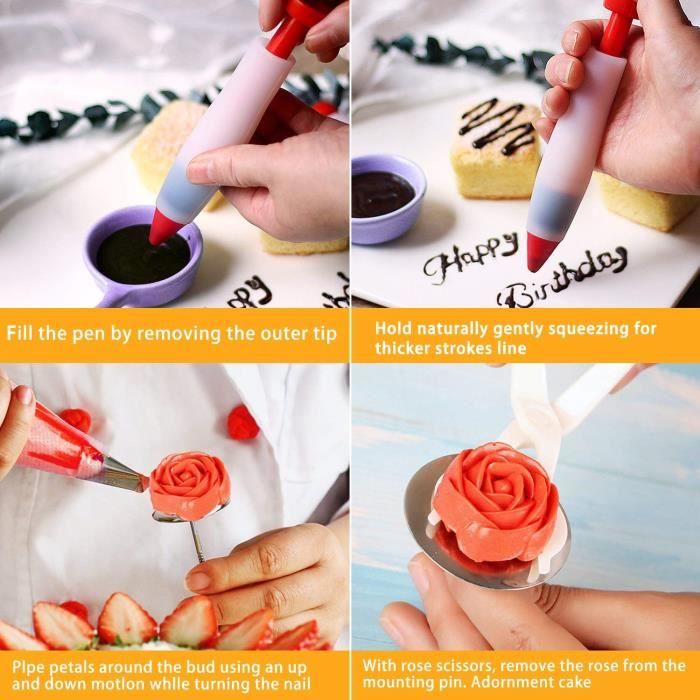 ppy
Happy
Birthday
Fill the pen by removing the outer tip
Hold naturally gently squeezing for
thicker strokes line
PIpe petals around the bud using an up
and down motIon whIle turning the nail
With rose scissors, remove the rose from the
mounting pin. Adornment cake